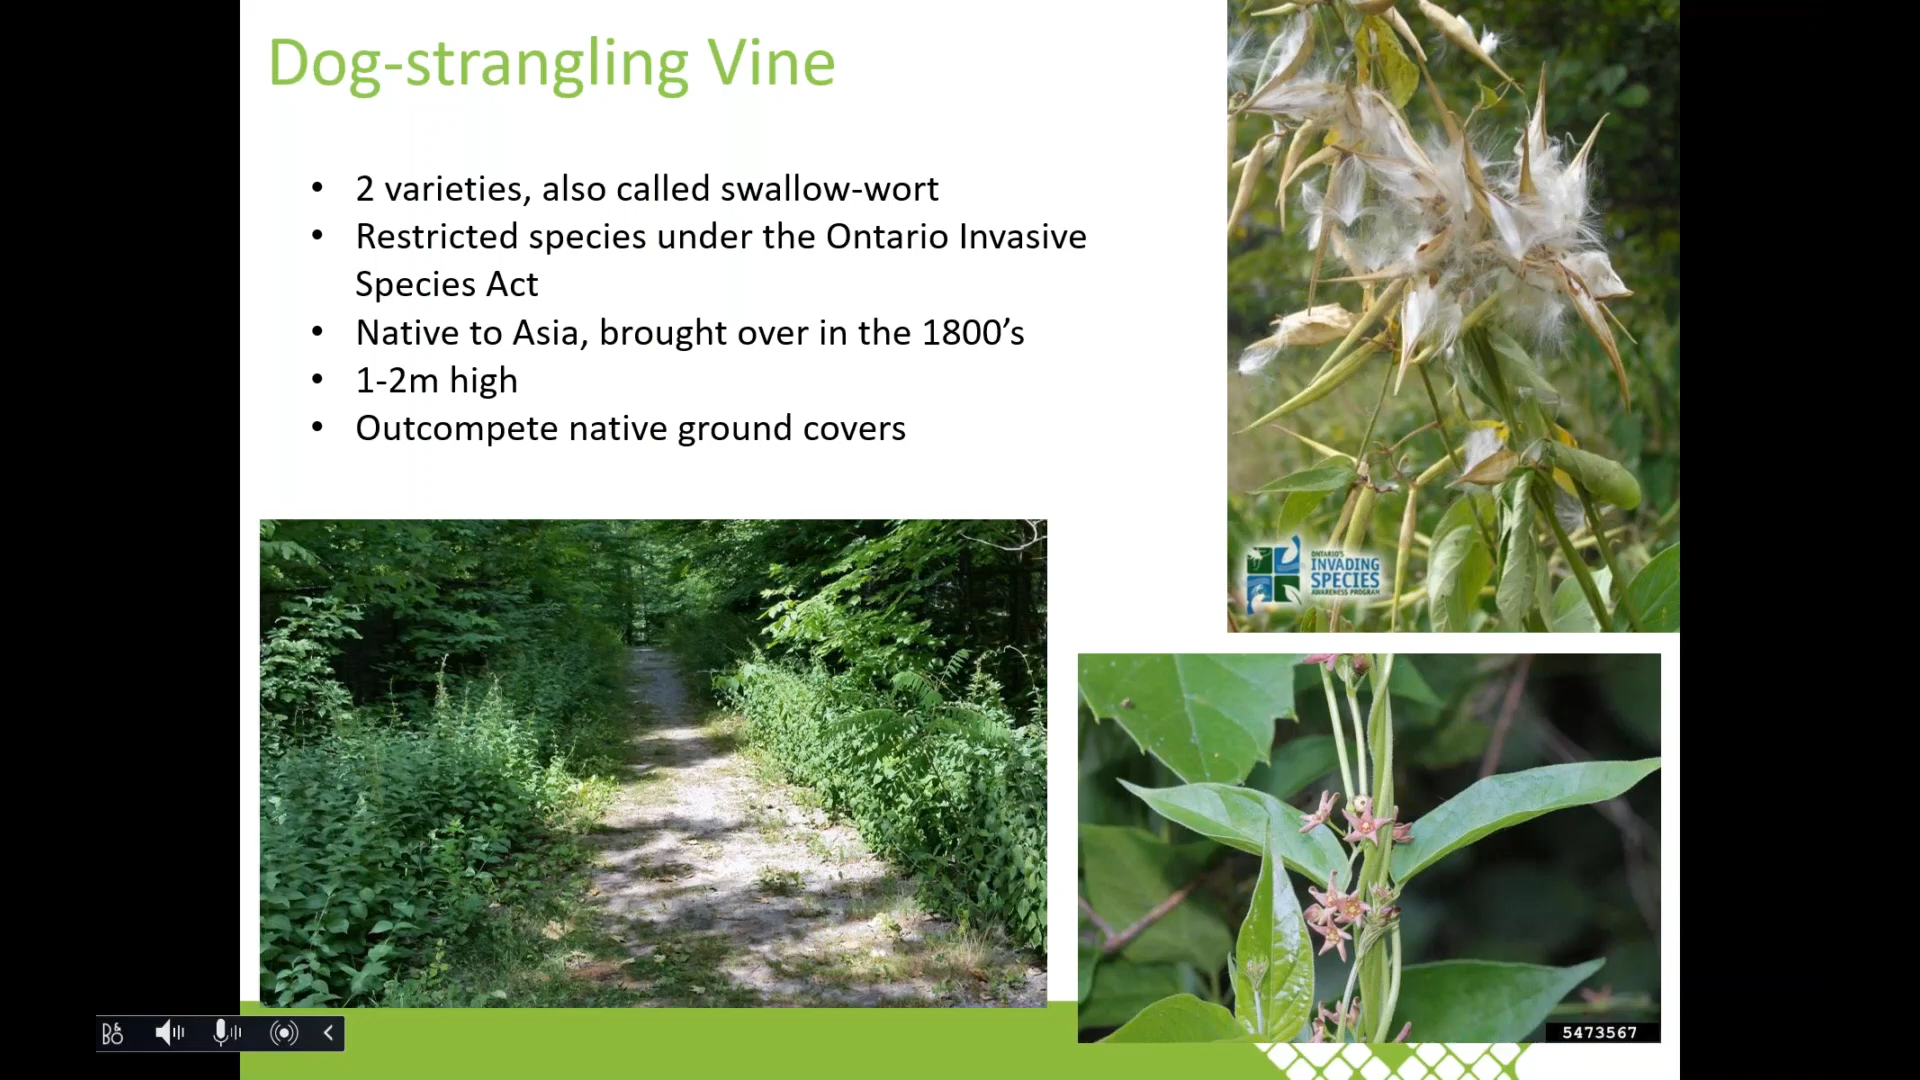 Dog-strangling Vine
• 2 varieties, also called swallow-wort
• Restricted species under the Ontario Invasive
Species Act
• Native to Asia, brought over in the 1800’s
• 1-2m high
• Outcompete native ground covers
ONTARIO'S
INVADING
SPECIES
AWARENESS PROGRAM
5473567
B&O